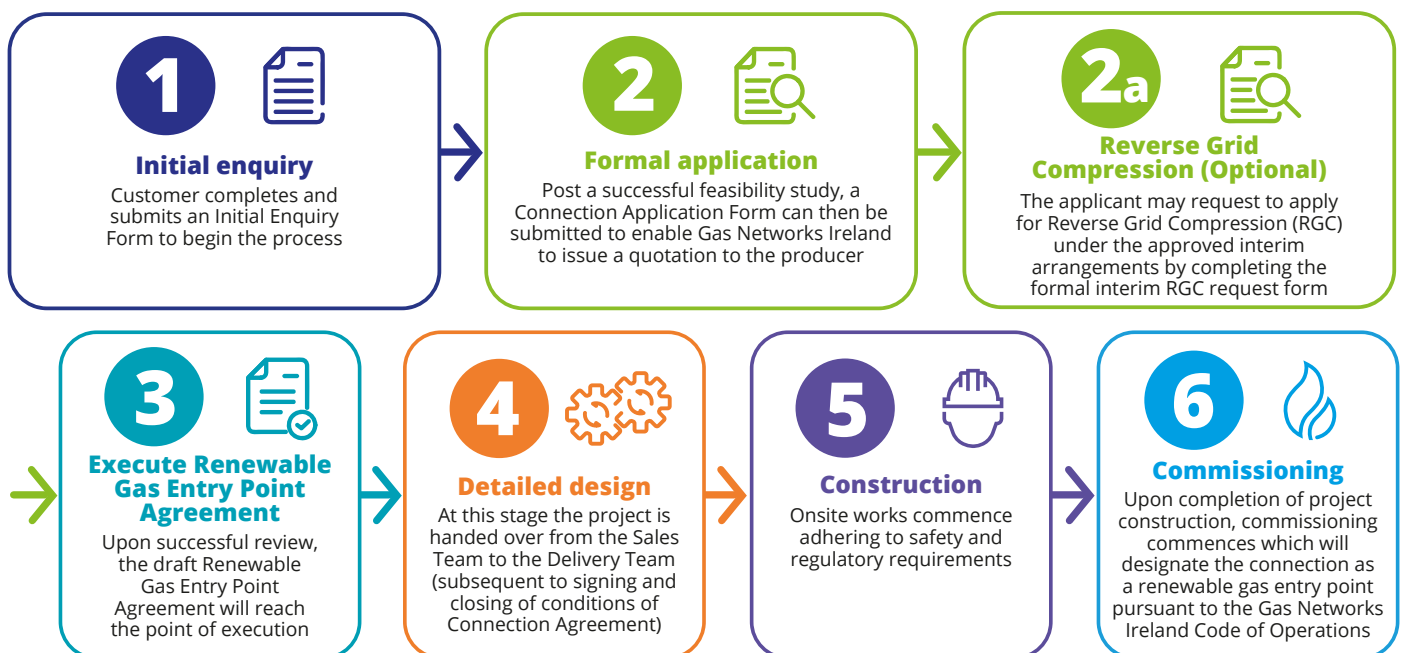 1
Initial enquiry
Customer completes and
submits an Initial Enquiry
Form to begin the process
2
Formal application
Post a successful feasibility study, a
Connection Application Form can then be
submitted to enable Gas Networks Ireland
to issue a quotation to the producer
2a
Reverse Grid
Compression (Optional)
The applicant may request to apply
for Reverse Grid Compression (RGC)
under the approved interim
arrangements by completing the
formal interim RGC request form
3
Execute Renewable
Gas Entry Point
Agreement
Upon successful review,
the draft Renewable
Gas Entry Point
Agreement will reach
the point of execution
4
Detailed design
At this stage the project is
handed over from the Sales
Team to the Delivery Team
(subsequent to signing and
closing of conditions of
Connection Agreement)
5
Construction
Onsite works commence
adhering to safety and
regulatory requirements
6
Commissioning
Upon completion of project
construction, commissioning
commences which will
designate the connection as
a renewable gas entry point
pursuant to the Gas Networks
Ireland Code of Operations